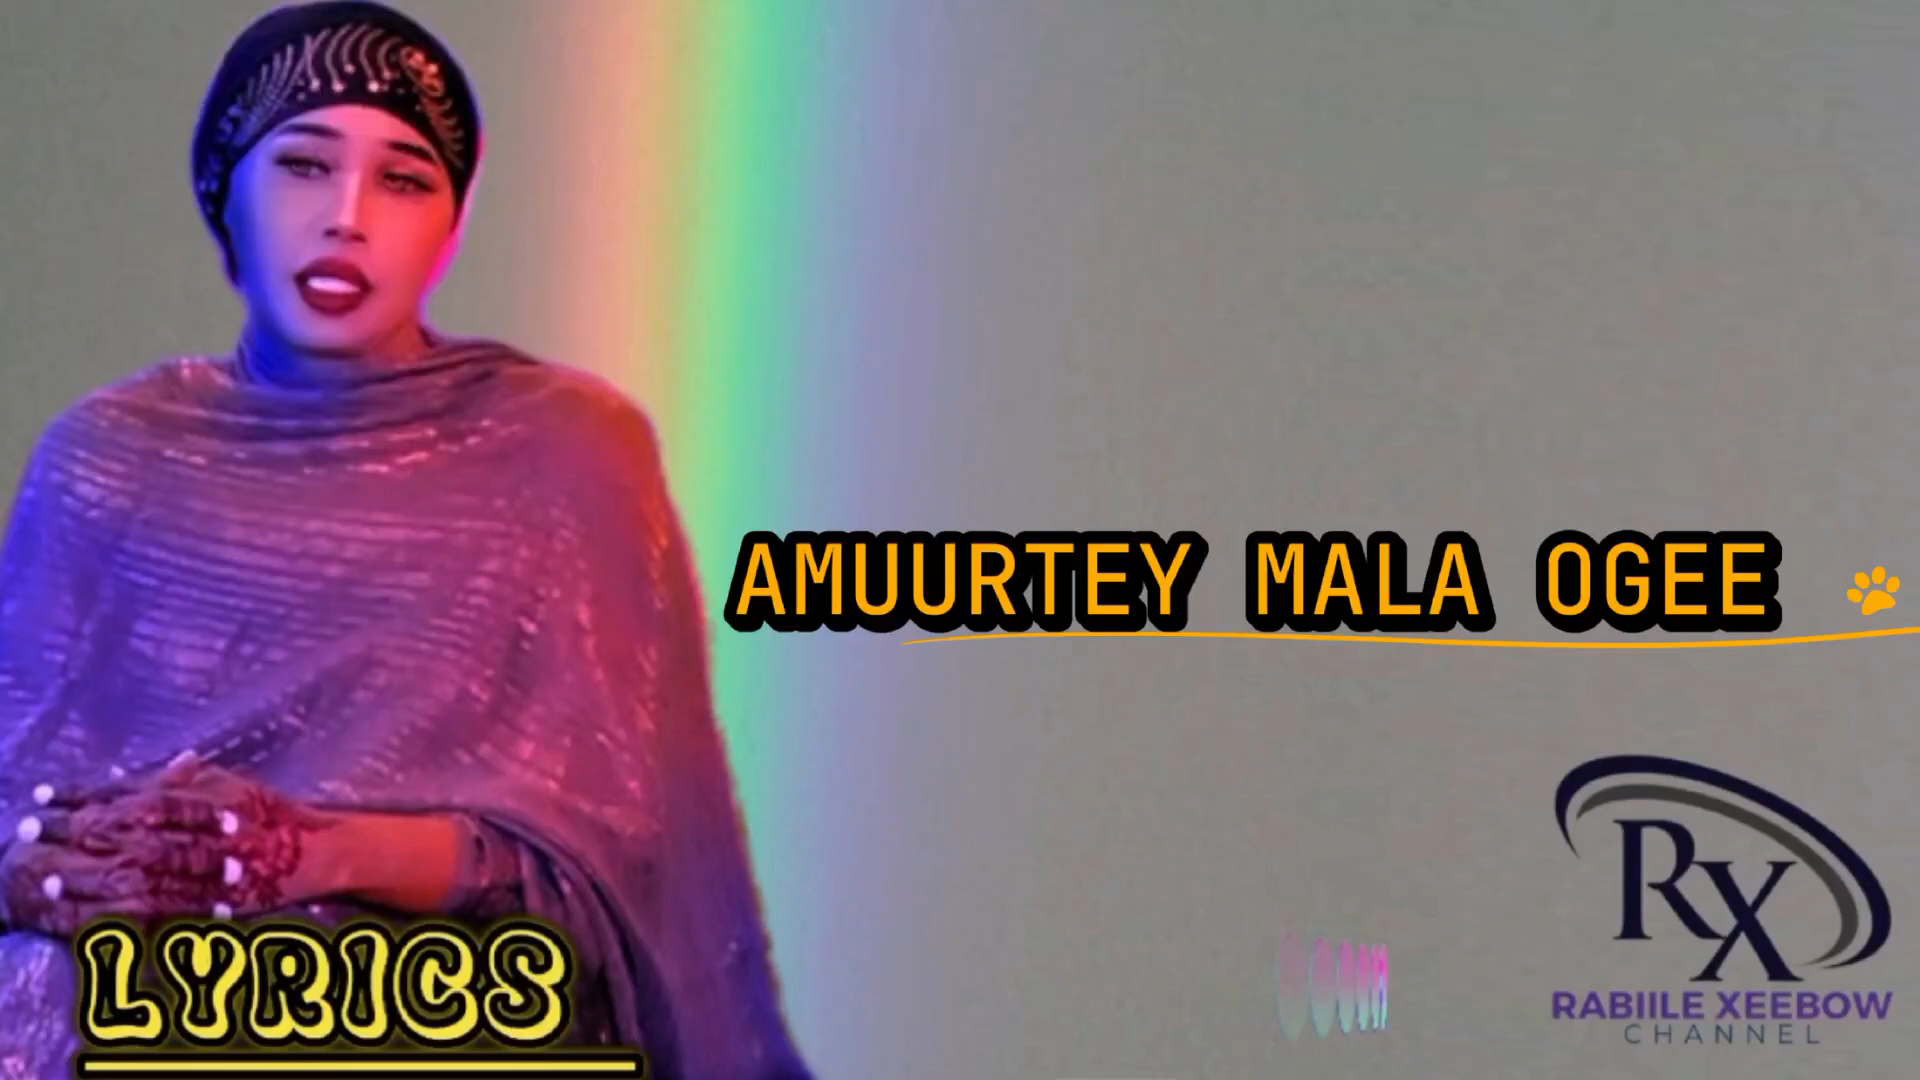 AMUURTEY MALA OGEE
LYRICS
RX
RABIILE XEEBOW
CHANNEL